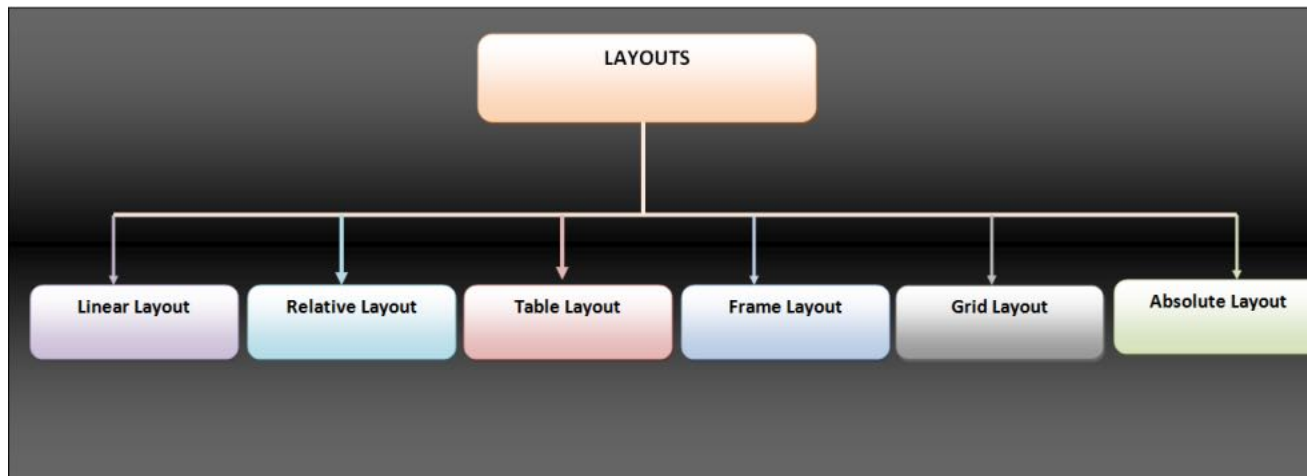 LAYOUTS
Linear Layout
Relative Layout
Table Layout
Frame Layout
Grid Layout
Absolute Layout